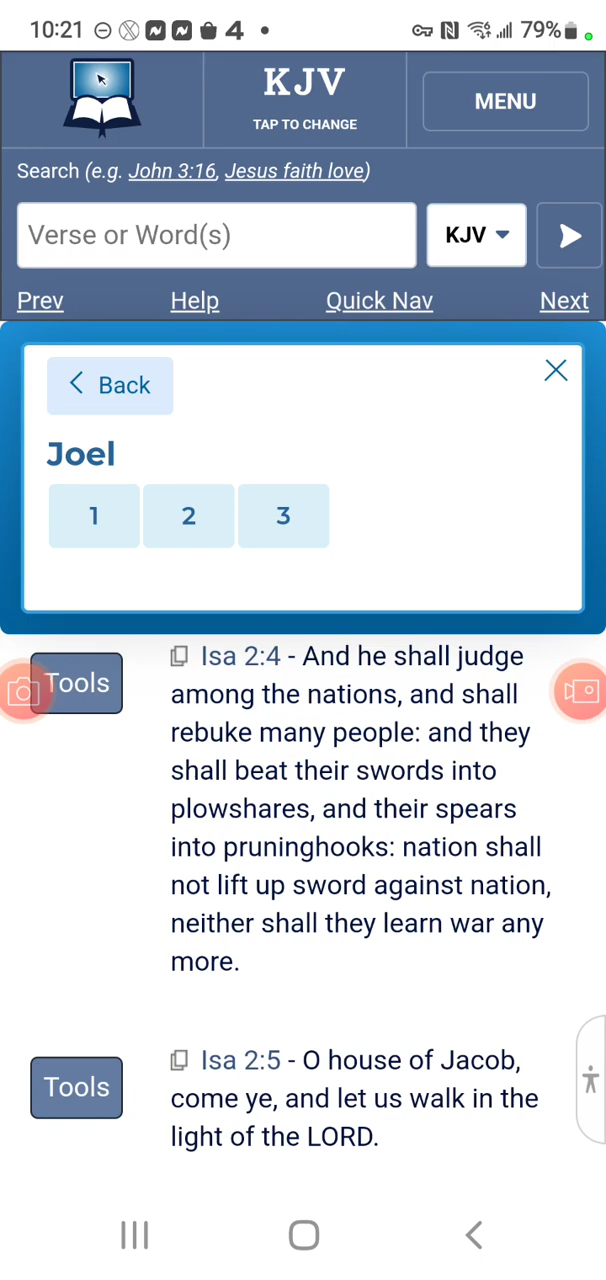 10:21 4 79%
KJV
TAP TO CHANGE
MENU
Search (e.g. John 3:16, Jesus faith love)
Verse or Word(s)
KJV
Prev Help Quick Nav Next
Back
Joel
1 2 3
Tools
Isa 2:4 - And he shall judge
among the nations, and shall
rebuke many people: and they
shall beat their swords into
plowshares, and their spears
into pruninghooks: nation shall
not lift up sword against nation,
neither shall they learn war any
more.
Tools
Isa 2:5 - O house of Jacob,
come ye, and let us walk in the
light of the LORD.